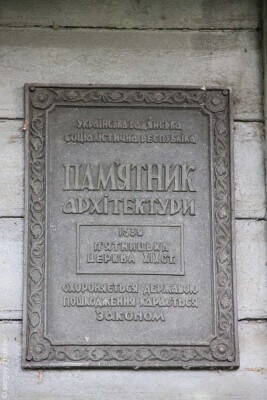 УКРАЇНСЬКА РАДЯНСЬКА
СОЦІАЛІСТИЧНА РЕСПУБЛІКА
ПАМ'ЯТНИК
АРХІТЕКТУРИ
П'ЯТНИЦЬКА
ЦЕРКВА XIX СТ.
ОХОРОНЯЄТЬСЯ ДЕРЖАВОЮ
ПОШКОДЖЕННЯ КАРАЄТЬСЯ
ЗАКОНОМ